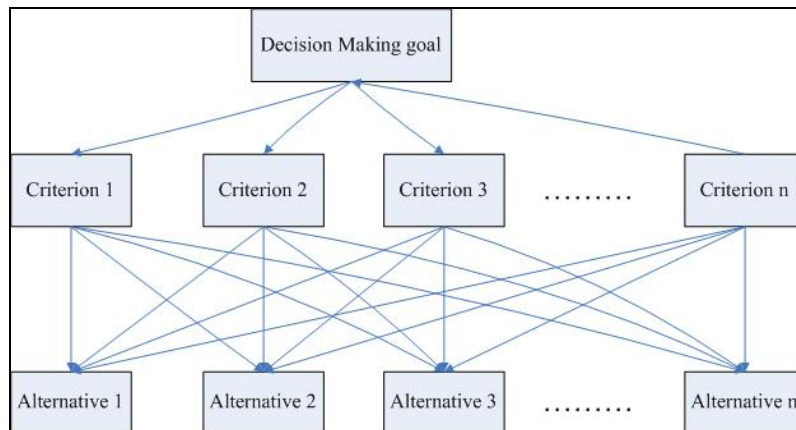 Decision Making goal
Criterion 1
Criterion 2
Criterion 3
.........
Criterion n
Alternative 1
Alternative 2
Alternative 3
.........
Alternative n